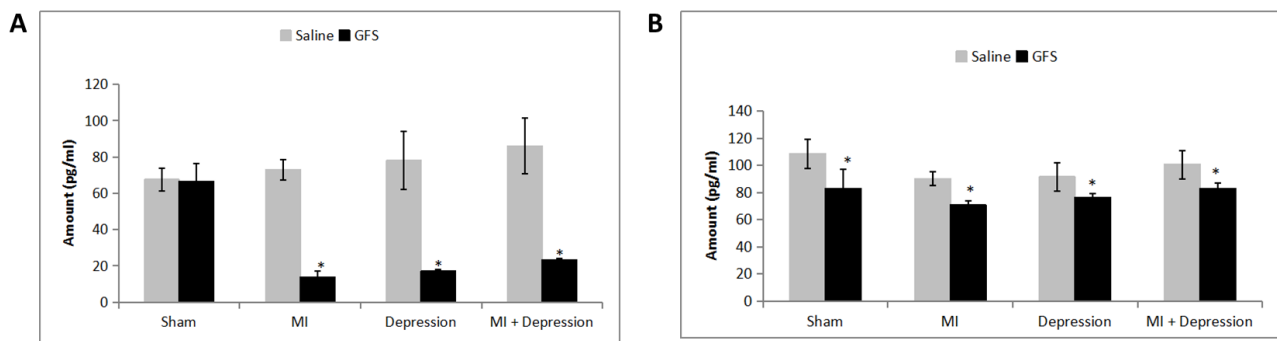 A
Saline GFS
Amount (pg/ml)
120
100
80
60
40
20
0
* * *
Sham MI Depression MI + Depression
B
Saline GFS
Amount (pg/ml)
140
120
100
80
60
40
20
0
* * * *
Sham MI Depression MI + Depression